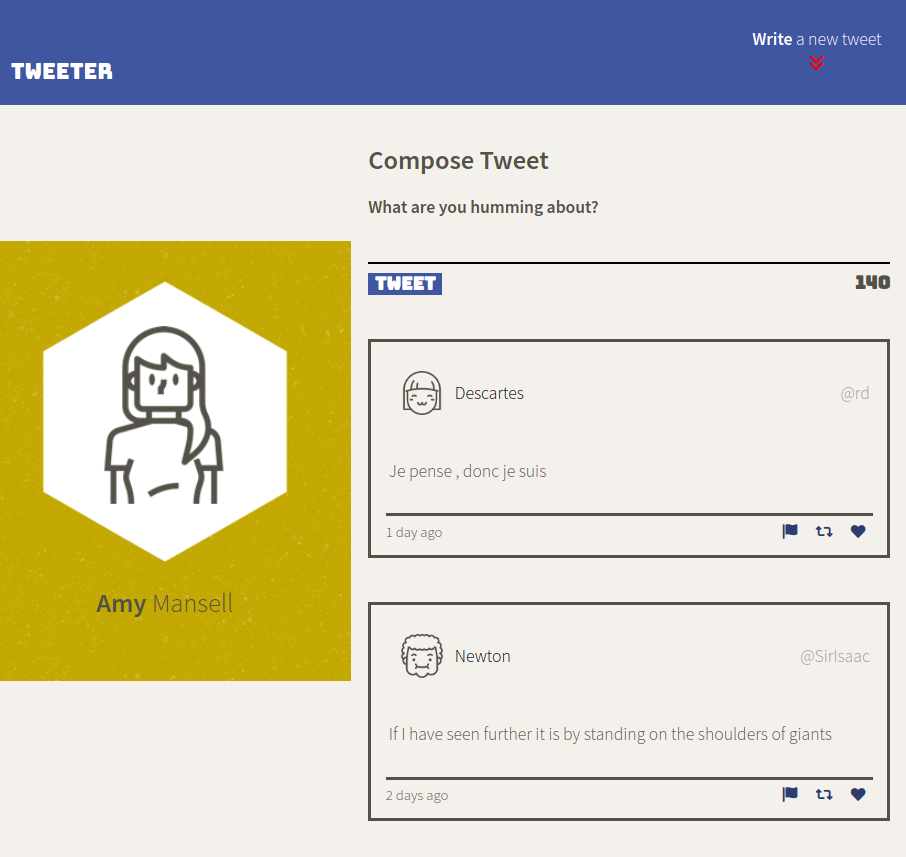 Write a new tweet
TWEETER
Compose Tweet
What are you humming about?
TWEET 140
Amy Mansell
Descartes @rd
Je pense , donc je suis
1 day ago
Newton @SirIsaac
If I have seen further it is by standing on the shoulders of giants
2 days ago